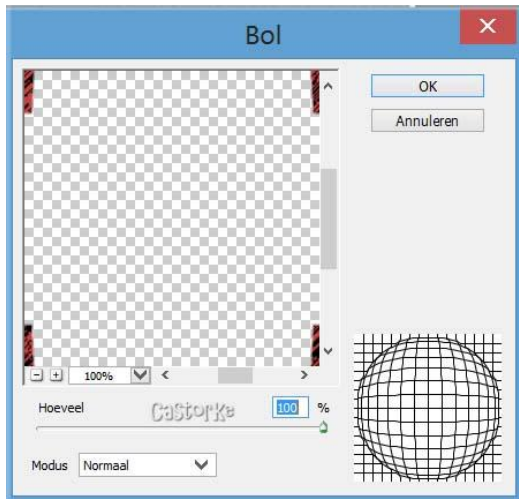 Bol
OK
Annuleren
100%
Hoeveel
CaStorKe
100 %
Modus Normaal